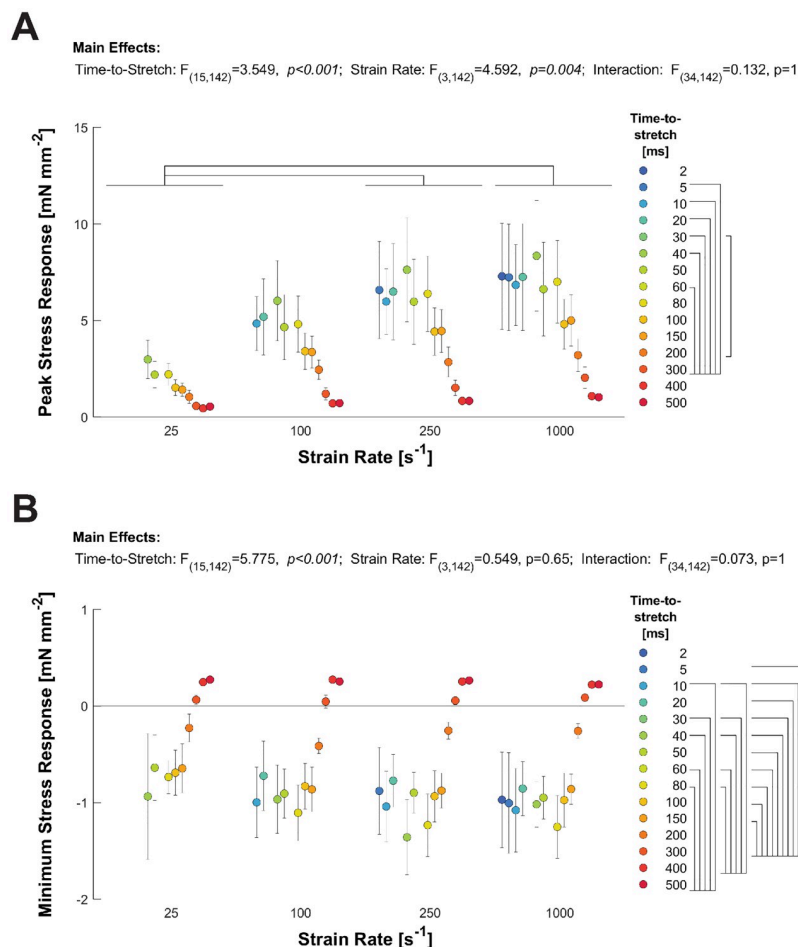 A
Main Effects:
Time-to-Stretch: F(15,142)=3.549, p<0.001; Strain Rate: F(3,142)=4.592, p=0.004; Interaction: F(34,142)=0.132, p=1
Peak Stress Response [mN mm-2]
15
10
5
0
25
100
250
1000
Strain Rate [s-1]
Time-to-
stretch
[ms]
2
5
10
20
30
40
50
60
80
100
150
200
300
400
500
B
Main Effects:
Time-to-Stretch: F(15,142)=5.775, p<0.001; Strain Rate: F(3,142)=0.549, p=0.65; Interaction: F(34,142)=0.073, p=1
Minimum Stress Response [mN mm-2]
1
0
-1
-2
25
100
250
1000
Strain Rate [s-1]
Time-to-
stretch
[ms]
2
5
10
20
30
40
50
60
80
100
150
200
300
400
500